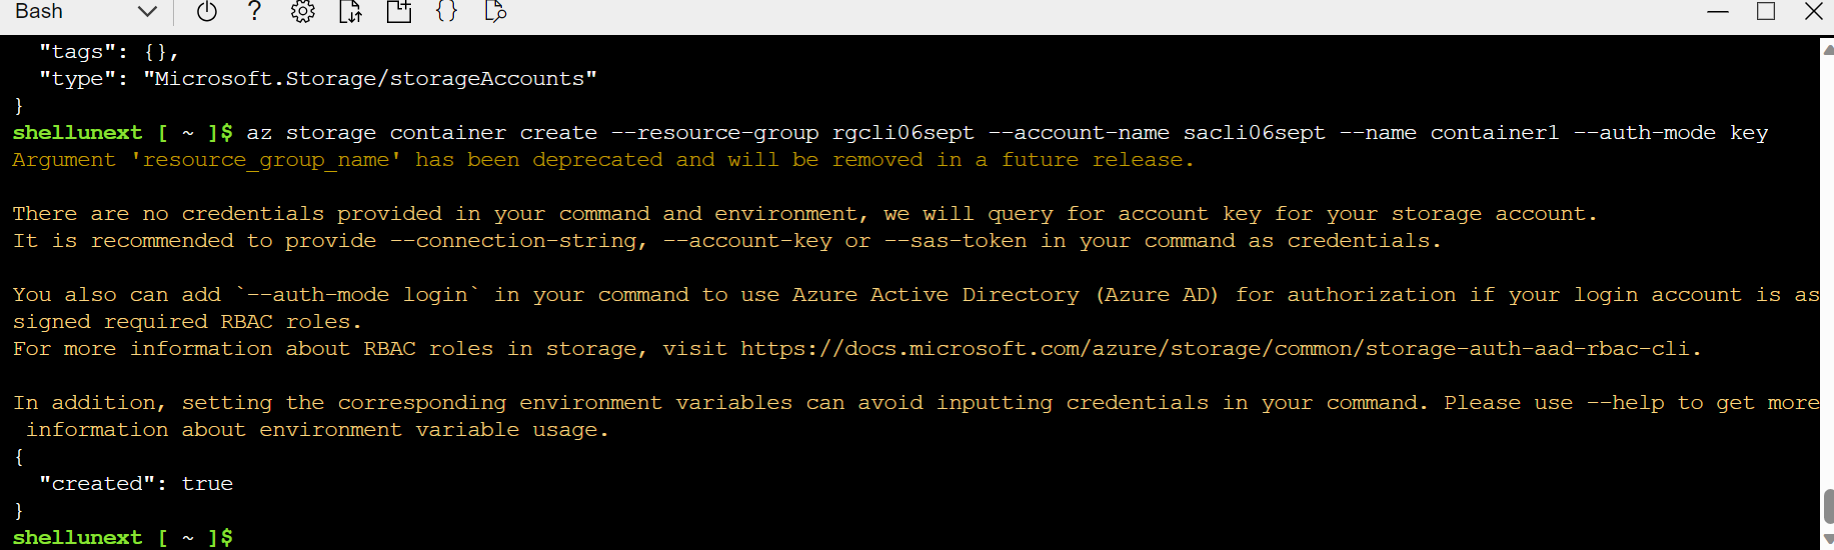 Bash
"tags": {},
"type": "Microsoft.Storage/storageAccounts"
}
shellunext [ ~ ]$ az storage container create --resource-group rgcli06sept --account-name sacli06sept --name container1 --auth-mode key
Argument 'resource_group_name' has been deprecated and will be removed in a future release.
There are no credentials provided in your command and environment, we will query for account key for your storage account.
It is recommended to provide --connection-string, --account-key or --sas-token in your command as credentials.
You also can add `--auth-mode login` in your command to use Azure Active Directory (Azure AD) for authorization if your login account is as
signed required RBAC roles.
For more information about RBAC roles in storage, visit https://docs.microsoft.com/azure/storage/common/storage-auth-aad-rbac-cli.
In addition, setting the corresponding environment variables can avoid inputting credentials in your command. Please use --help to get more
information about environment variable usage.
{
"created": true
}
shellunext [ ~ ]$